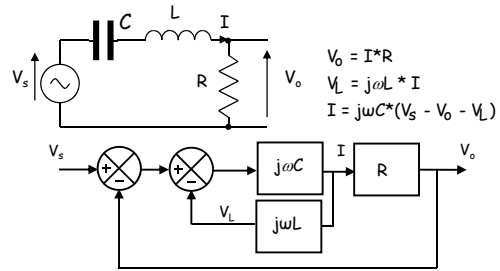 C L I
V_s R V_o
V_o = I*R
V_L = jωL * I
I = jωC*(V_s - V_o - V_L)
V_s + − + − jωC I R V_o
V_L jωL